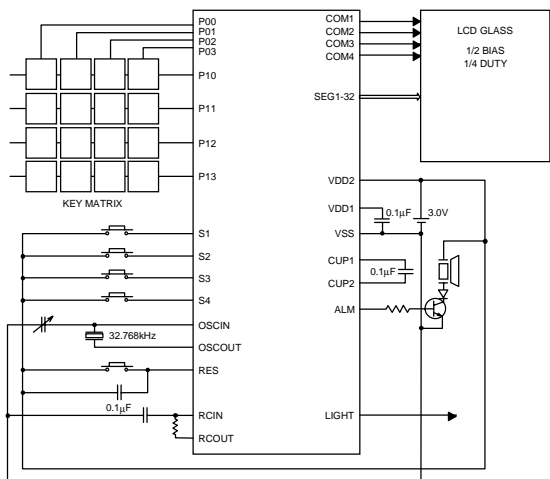 P00
P01
P02
P03
P10
P11
P12
P13
KEY MATRIX
S1
S2
S3
S4
OSCIN
32.768kHz
OSCOUT
RES
0.1µF
RCIN
RCOUT
COM1
COM2
COM3
COM4
SEG1-32
LCD GLASS
1/2 BIAS
1/4 DUTY
VDD2
VDD1
0.1µF
3.0V
VSS
CUP1
0.1µF
CUP2
ALM
LIGHT